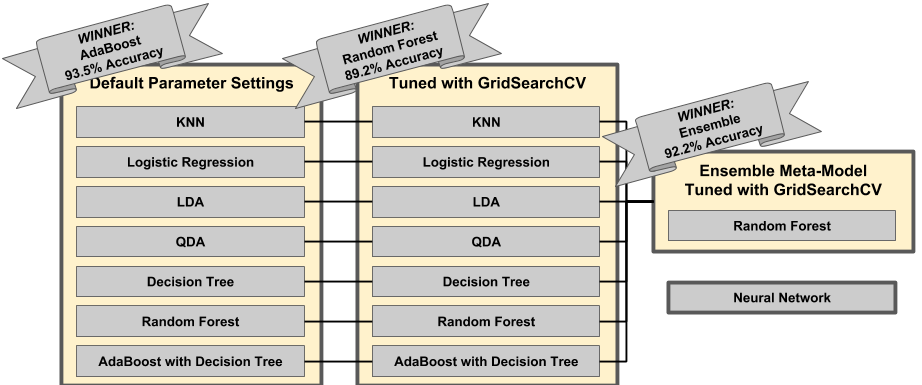 WINNER:
AdaBoost
93.5% Accuracy
Default Parameter Settings
KNN
Logistic Regression
LDA
QDA
Decision Tree
Random Forest
AdaBoost with Decision Tree
WINNER:
Random Forest
89.2% Accuracy
Tuned with GridSearchCV
KNN
Logistic Regression
LDA
QDA
Decision Tree
Random Forest
AdaBoost with Decision Tree
WINNER:
Ensemble
92.2% Accuracy
Ensemble Meta-Model
Tuned with GridSearchCV
Random Forest
Neural Network